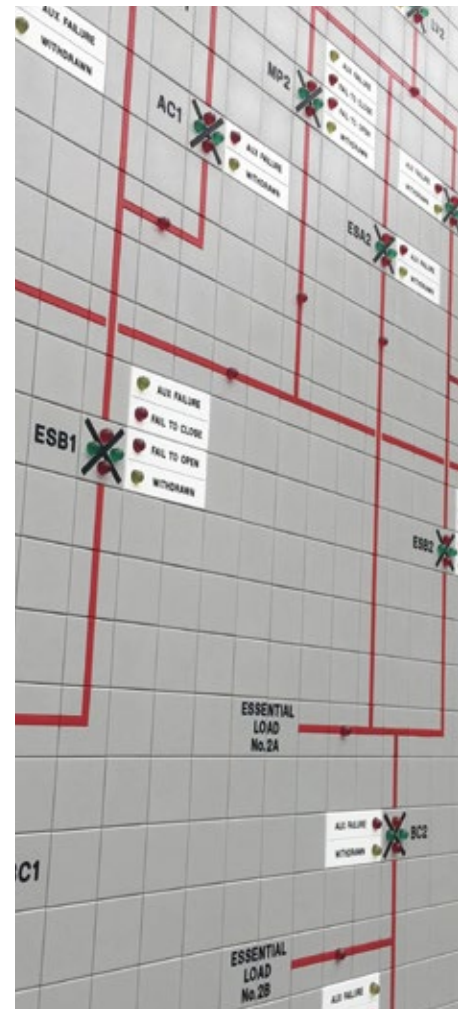 AUX FAILURE
WITHDRAWN
LV2
MP2
AUX FAILURE
FAIL TO CLOSE
FAIL TO OPEN
WITHDRAWN
AC1
AUX FAILURE
WITHDRAWN
AUX FAILURE
WITHDRAWN
ESA2
AUX FAILURE
WITHDRAWN
ESB1
AUX FAILURE
FAIL TO CLOSE
FAIL TO OPEN
WITHDRAWN
ESB2
ESSENTIAL
LOAD
No.2A
AUX FAILURE
WITHDRAWN
BC2
C1
ESSENTIAL
LOAD
No.2B
AUX FAILURE